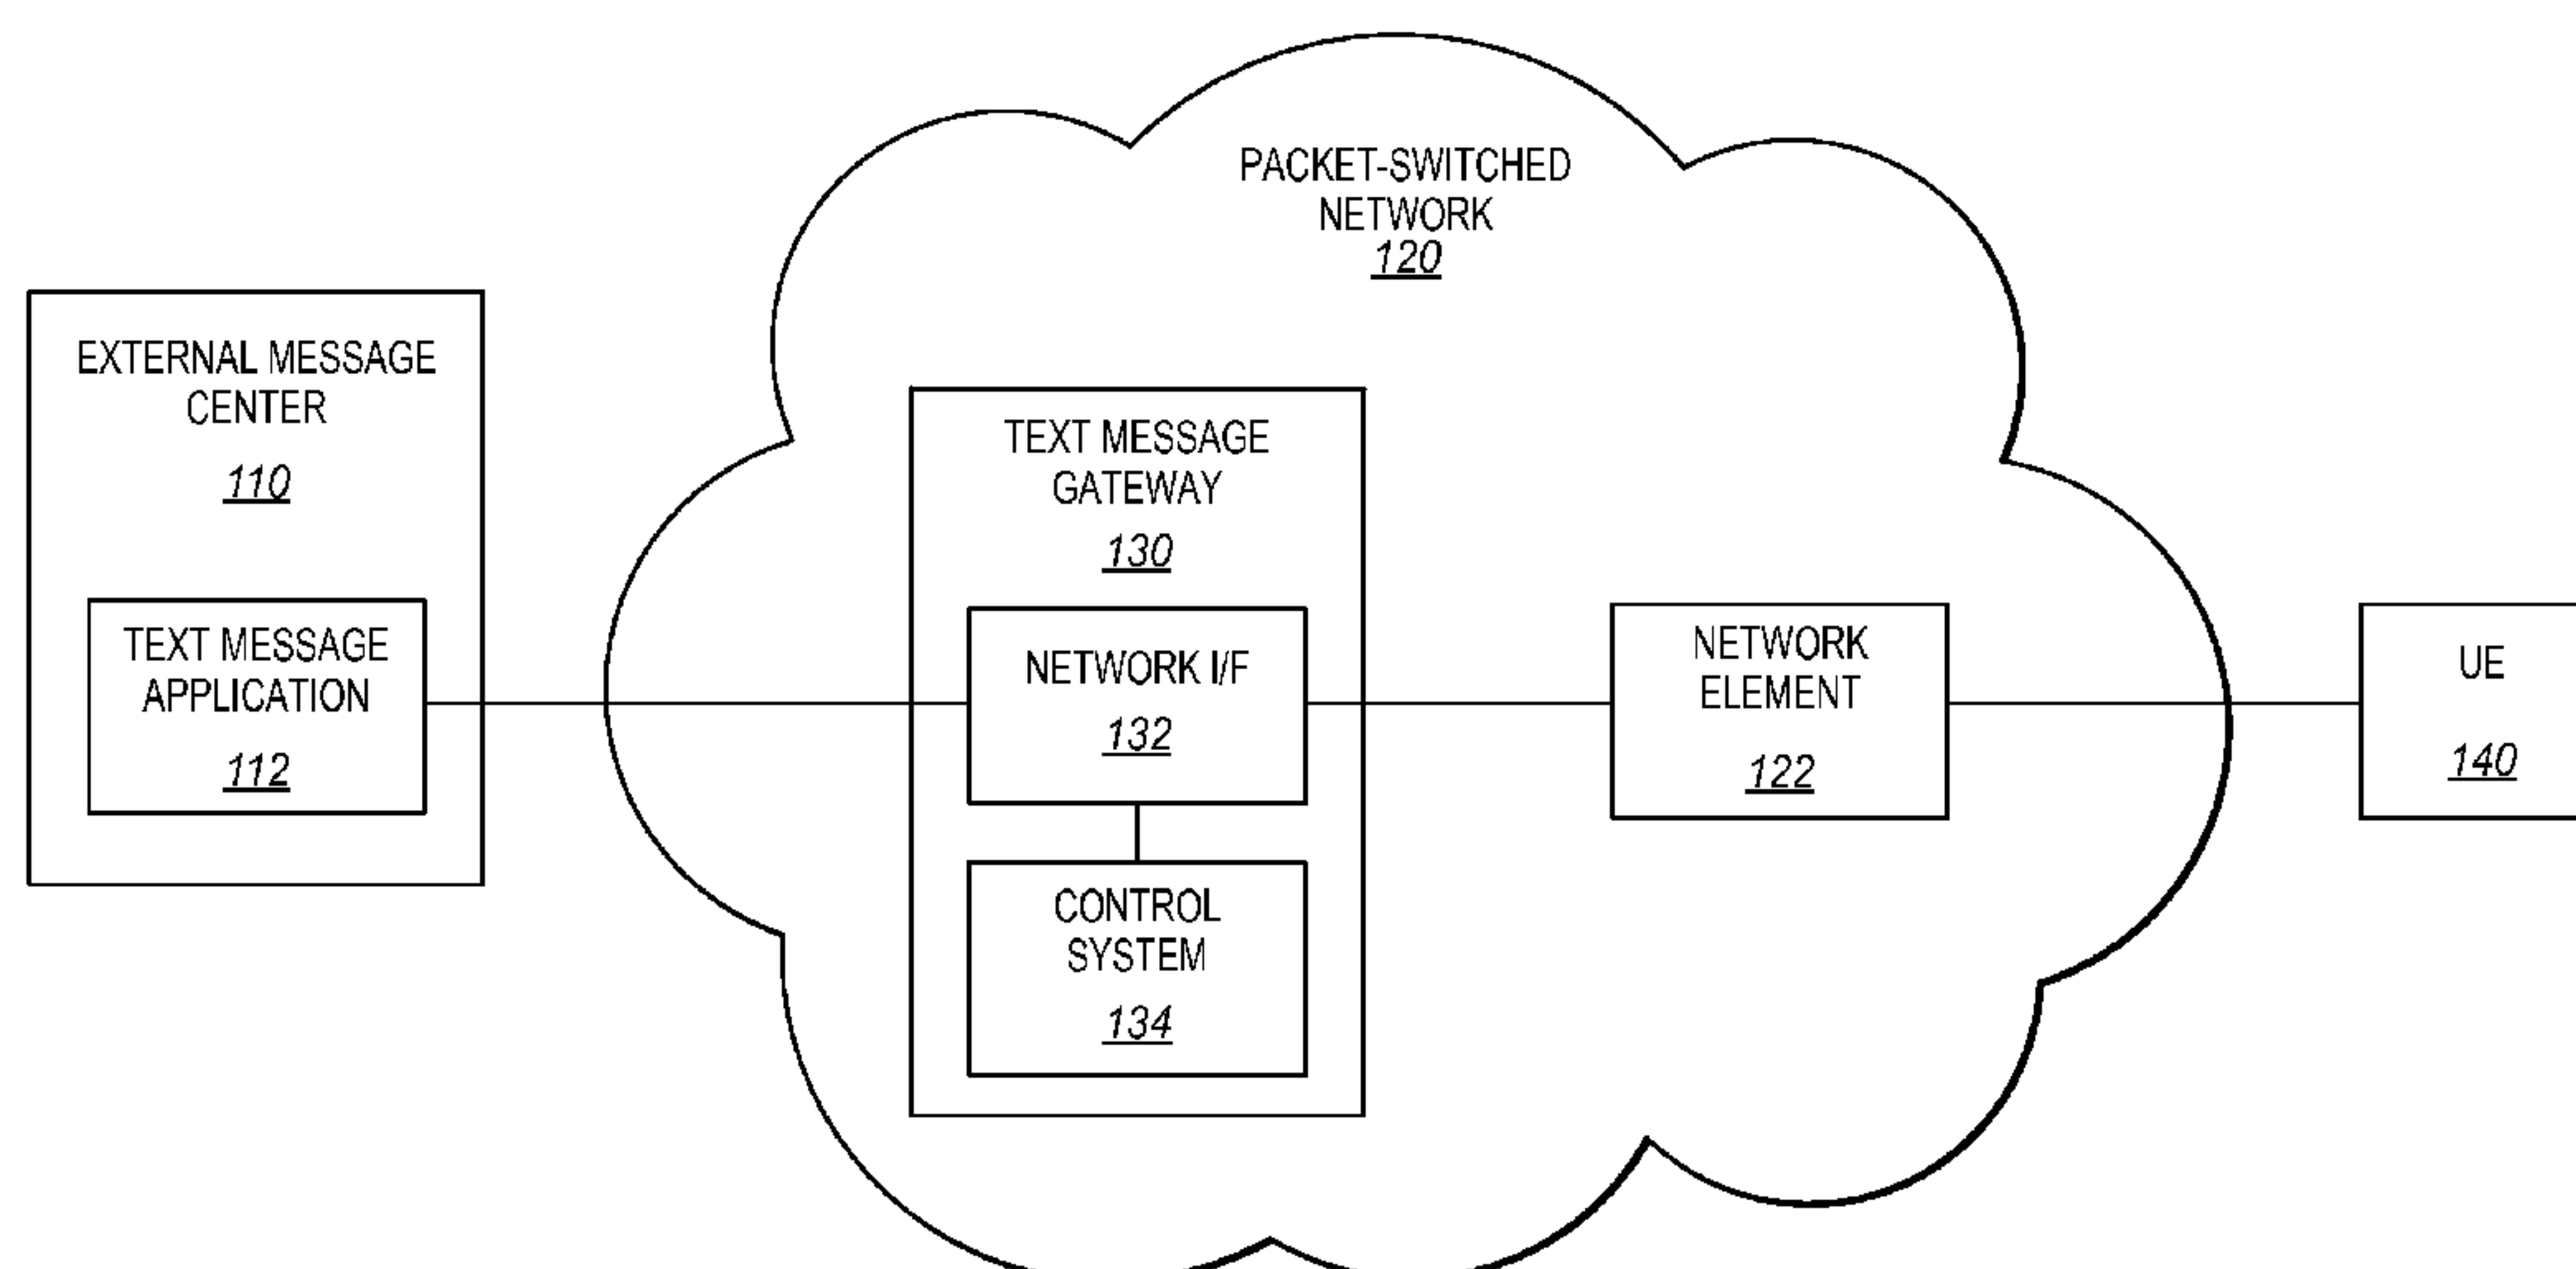 PACKET-SWITCHED
NETWORK
120
EXTERNAL MESSAGE
CENTER
110
TEXT MESSAGE
APPLICATION
112
TEXT MESSAGE
GATEWAY
130
NETWORK I/F
132
CONTROL
SYSTEM
134
NETWORK
ELEMENT
122
UE
140